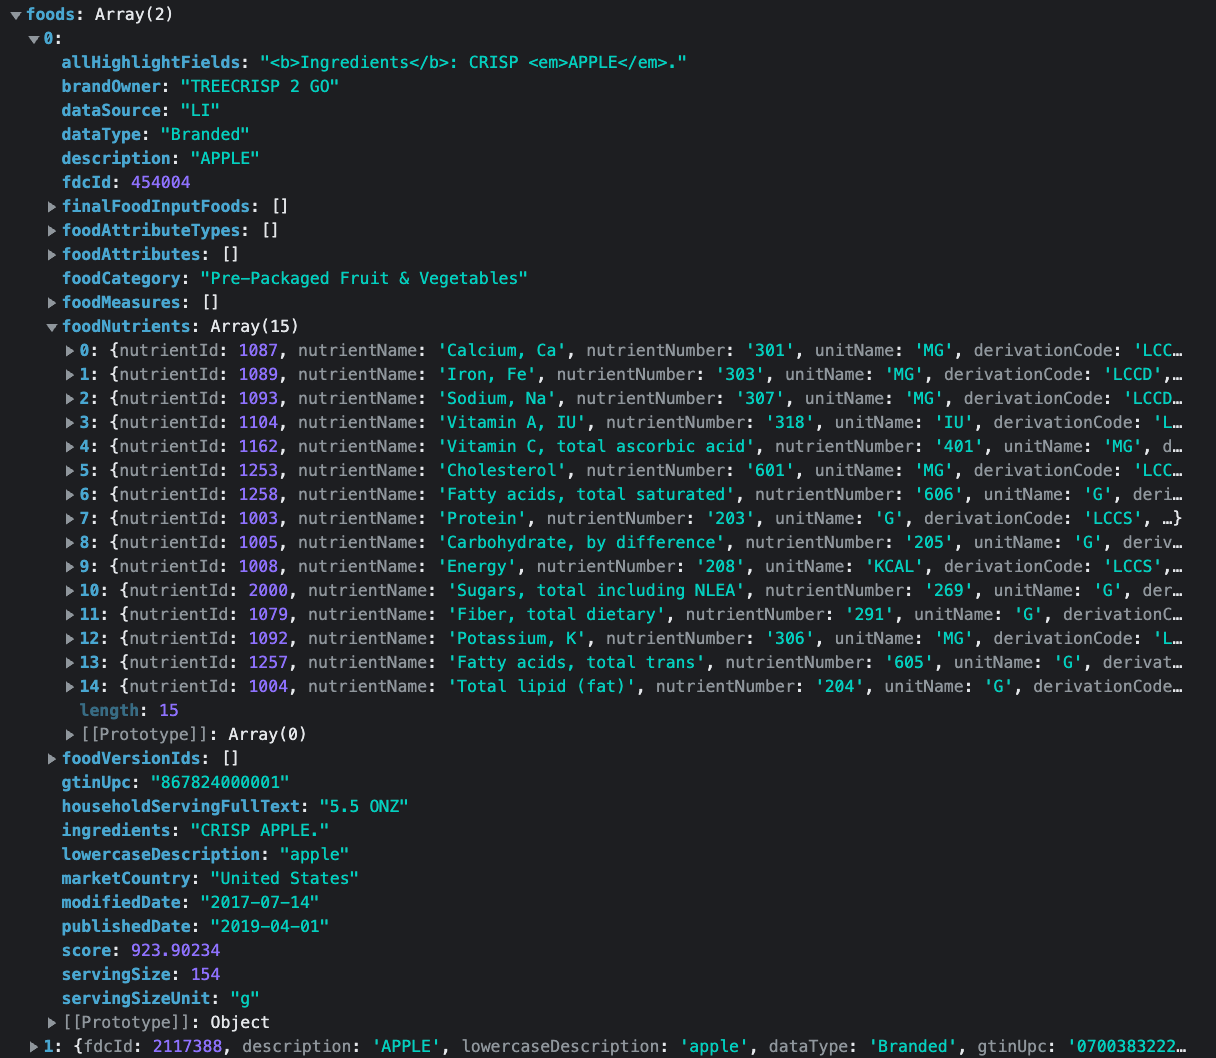 foods: Array(2)
0:
allHighlightFields: "<b>Ingredients</b>: CRISP <em>APPLE</em>."
brandOwner: "TREECRISP 2 GO"
dataSource: "LI"
dataType: "Branded"
description: "APPLE"
fdcId: 454004
finalFoodInputFoods: []
foodAttributeTypes: []
foodAttributes: []
foodCategory: "Pre-Packaged Fruit & Vegetables"
foodMeasures: []
foodNutrients: Array(15)
0: {nutrientId: 1087, nutrientName: 'Calcium, Ca', nutrientNumber: '301', unitName: 'MG', derivationCode: 'LCC…
1: {nutrientId: 1089, nutrientName: 'Iron, Fe', nutrientNumber: '303', unitName: 'MG', derivationCode: 'LCCD',…
2: {nutrientId: 1093, nutrientName: 'Sodium, Na', nutrientNumber: '307', unitName: 'MG', derivationCode: 'LCCD…
3: {nutrientId: 1104, nutrientName: 'Vitamin A, IU', nutrientNumber: '318', unitName: 'IU', derivationCode: 'L…
4: {nutrientId: 1162, nutrientName: 'Vitamin C, total ascorbic acid', nutrientNumber: '401', unitName: 'MG', d…
5: {nutrientId: 1253, nutrientName: 'Cholesterol', nutrientNumber: '601', unitName: 'MG', derivationCode: 'LCC…
6: {nutrientId: 1258, nutrientName: 'Fatty acids, total saturated', nutrientNumber: '606', unitName: 'G', deri…
7: {nutrientId: 1003, nutrientName: 'Protein', nutrientNumber: '203', unitName: 'G', derivationCode: 'LCCS', …}
8: {nutrientId: 1005, nutrientName: 'Carbohydrate, by difference', nutrientNumber: '205', unitName: 'G', deriv…
9: {nutrientId: 1008, nutrientName: 'Energy', nutrientNumber: '208', unitName: 'KCAL', derivationCode: 'LCCS',…
10: {nutrientId: 2000, nutrientName: 'Sugars, total including NLEA', nutrientNumber: '269', unitName: 'G', der…
11: {nutrientId: 1079, nutrientName: 'Fiber, total dietary', nutrientNumber: '291', unitName: 'G', derivationC…
12: {nutrientId: 1092, nutrientName: 'Potassium, K', nutrientNumber: '306', unitName: 'MG', derivationCode: 'L…
13: {nutrientId: 1257, nutrientName: 'Fatty acids, total trans', nutrientNumber: '605', unitName: 'G', derivat…
14: {nutrientId: 1004, nutrientName: 'Total lipid (fat)', nutrientNumber: '204', unitName: 'G', derivationCode…
length: 15
[[Prototype]]: Array(0)
foodVersionIds: []
gtinUpc: "867824000001"
householdServingFullText: "5.5 ONZ"
ingredients: "CRISP APPLE."
lowercaseDescription: "apple"
marketCountry: "United States"
modifiedDate: "2017-07-14"
publishedDate: "2019-04-01"
score: 923.90234
servingSize: 154
servingSizeUnit: "g"
[[Prototype]]: Object
1: {fdcId: 2117388, description: 'APPLE', lowercaseDescription: 'apple', dataType: 'Branded', gtinUpc: '0700383222…